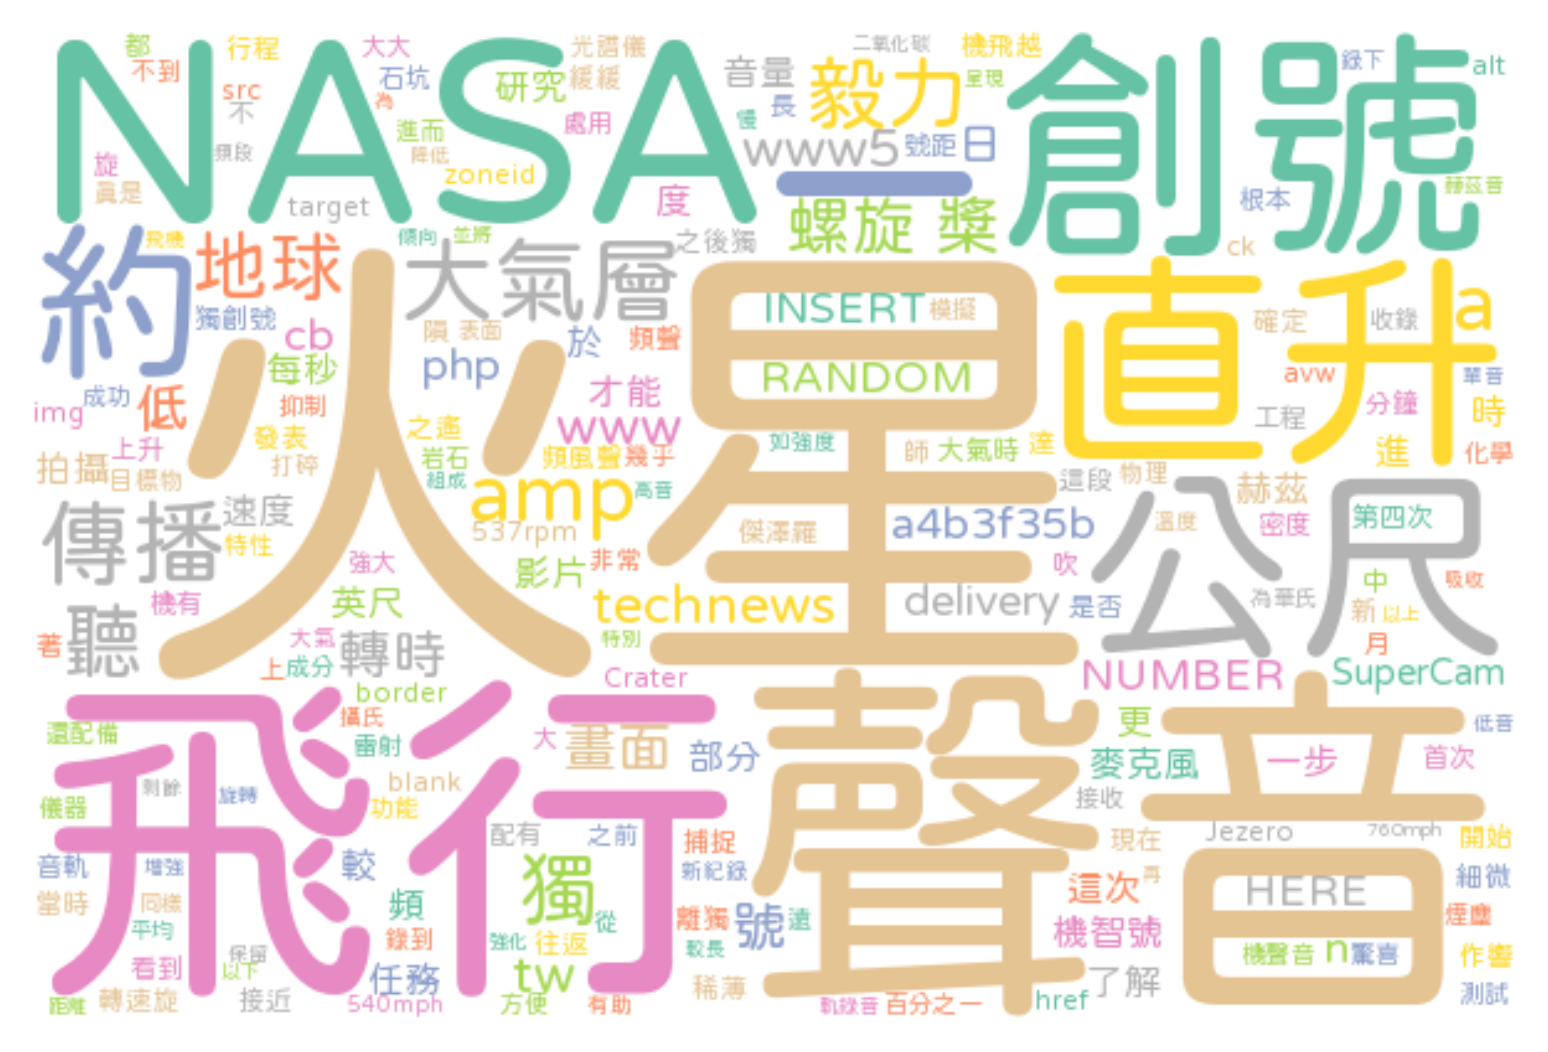 都 行程 大大 光譜儀 二氧化碳 機飛越 錄下 alt
不到 石坑 研究 緩緩 音量 毅力 呈現
src 不 為 長 慢
NASA 創號
進而 處用 www5 號距 日
旋 頻段 降低 zoneid 一 赫茲音
真是 target 度 根本
飛機 傾向 並將 之後獨 螺旋 槳 ck
約 地球 大氣層 INSERT 模擬 直升 a
獨創號 cb 隕 表面 於 頻聲 確定 收錄
每秒 php RANDOM avw 單音
成功 低 抑制 才能 分鐘 時
img 發表 之遙 www 如強度 師 大氣時 達 工程 進
上升 打碎 岩石 頻風聲 幾乎 化學
拍攝 目標物 組成 amp 高音 這段 物理 赫茲
火星
傳播 速度 特性 537rpm 傑澤羅 a4b3f35b 溫度 密度 第四次
公尺
強大 影片 非常 吹 中 吸收
機有 英尺 technews delivery 是否 為華氏 新 以上
著 聽 大氣 轉時 特別 月
上 成分 Crater NUMBER SuperCam
border
還配備 攝氏 大 畫面 部分 更 低音
雷射 麥克風 一步 首次
飛行 聲音
剩餘 旋轉 blank 接收
儀器 功能 配有 之前 捕捉 現在 Jezero 760mph 開始
音軌 增強 較 獨 新紀錄 這次 再 HERE 細微
當時 同樣 頻 從 離獨 號 遠 機智號 煙塵
平均 錄到 強化 往返 較長 機聲音 n 驚喜 作響
看到 保留 以下 任務 tw 稀薄 了解 測試
距離 轉速旋 接近 540mph 方便 有助 軌錄音 百分之一 href